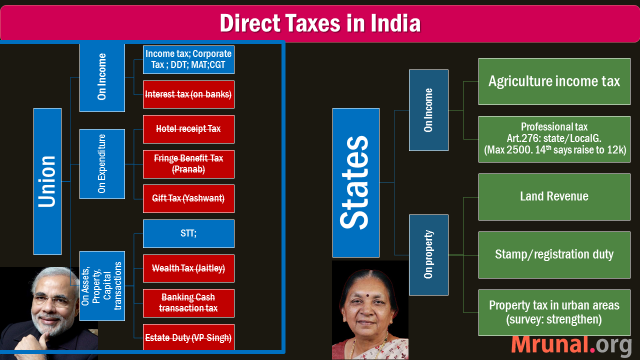 Direct Taxes in India
Union
On Income
Income tax; Corporate
Tax ; DDT; MAT;CGT
Interest tax (on banks)
On Expenditure
Hotel receipt Tax
Fringe Benefit Tax
(Pranab)
Gift Tax (Yashwant)
On Assets,
Property,
Capital
transactions
STT;
Wealth Tax (Jaitley)
Banking Cash
transaction tax
Estate Duty (VP Singh)
States
On Income
Agriculture income tax
Professional tax
Art.276: state/LocalG.
(Max 2500. 14th says raise to 12k)
On property
Land Revenue
Stamp/registration duty
Property tax in urban areas
(survey: strengthen)
Mrunal.org